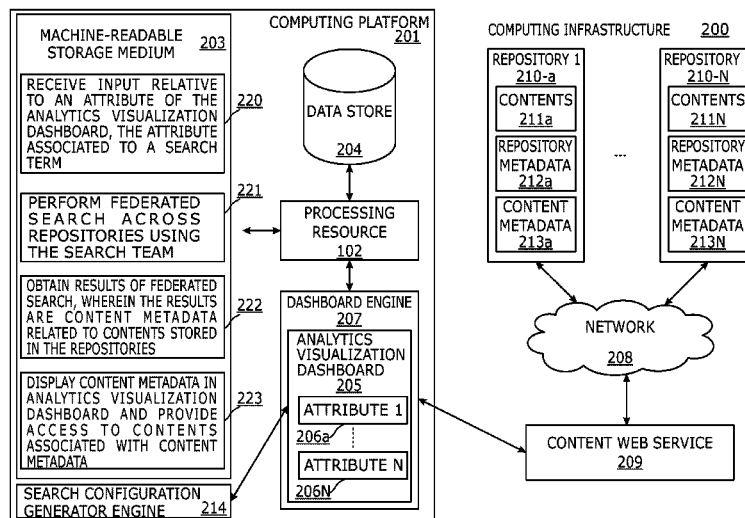 MACHINE-READABLE
STORAGE MEDIUM
203
RECEIVE INPUT RELATIVE
TO AN ATTRIBUTE OF THE
ANALYTICS VISUALIZATION
DASHBOARD, THE ATTRIBUTE
ASSOCIATED TO A SEARCH
TERM
220
PERFORM FEDERATED
SEARCH ACROSS
REPOSITORIES USING
THE SEARCH TEAM
221
OBTAIN RESULTS OF FEDERATED
SEARCH, WHEREIN THE RESULTS
ARE CONTENT METADATA
RELATED TO CONTENTS STORED
IN THE REPOSITORIES
222
DISPLAY CONTENT METADATA IN
ANALYTICS VISUALIZATION
DASHBOARD AND PROVIDE
ACCESS TO CONTENTS
ASSOCIATED WITH CONTENT
METADATA
223
SEARCH CONFIGURATION
GENERATOR ENGINE 214
COMPUTING PLATFORM
201
DATA STORE
204
PROCESSING
RESOURCE
102
DASHBOARD ENGINE
207
ANALYTICS
VISUALIZATION
DASHBOARD
205
ATTRIBUTE 1
206a
ATTRIBUTE N
206N
COMPUTING INFRASTRUCTURE 200
REPOSITORY 1
210-a
CONTENTS
211a
REPOSITORY
METADATA
212a
CONTENT
METADATA
213a
...
REPOSITORY N
210-N
CONTENTS
211N
REPOSITORY
METADATA
212N
CONTENT
METADATA
213N
NETWORK
208
CONTENT WEB SERVICE
209